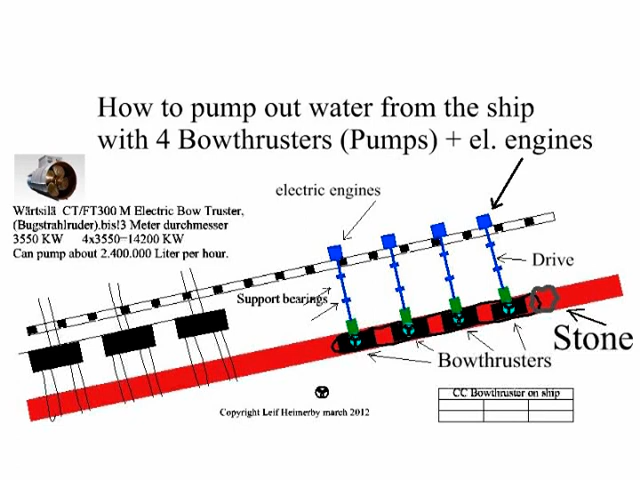 How to pump out water from the ship
with 4 Bowthrusters (Pumps) + el. engines
electric engines
Wärtsilä CT/FT300 M Electric Bow Truster,
(Bugstrahlruder).bis!3 Meter durchmesser
3550 KW 4x3550=14200 KW
Can pump about 2.400.000 Liter per hour.
Drive
Support bearings
Stone
Bowthrusters
CC Bowthruster on ship
Copyright Leif Heimerby march 2012